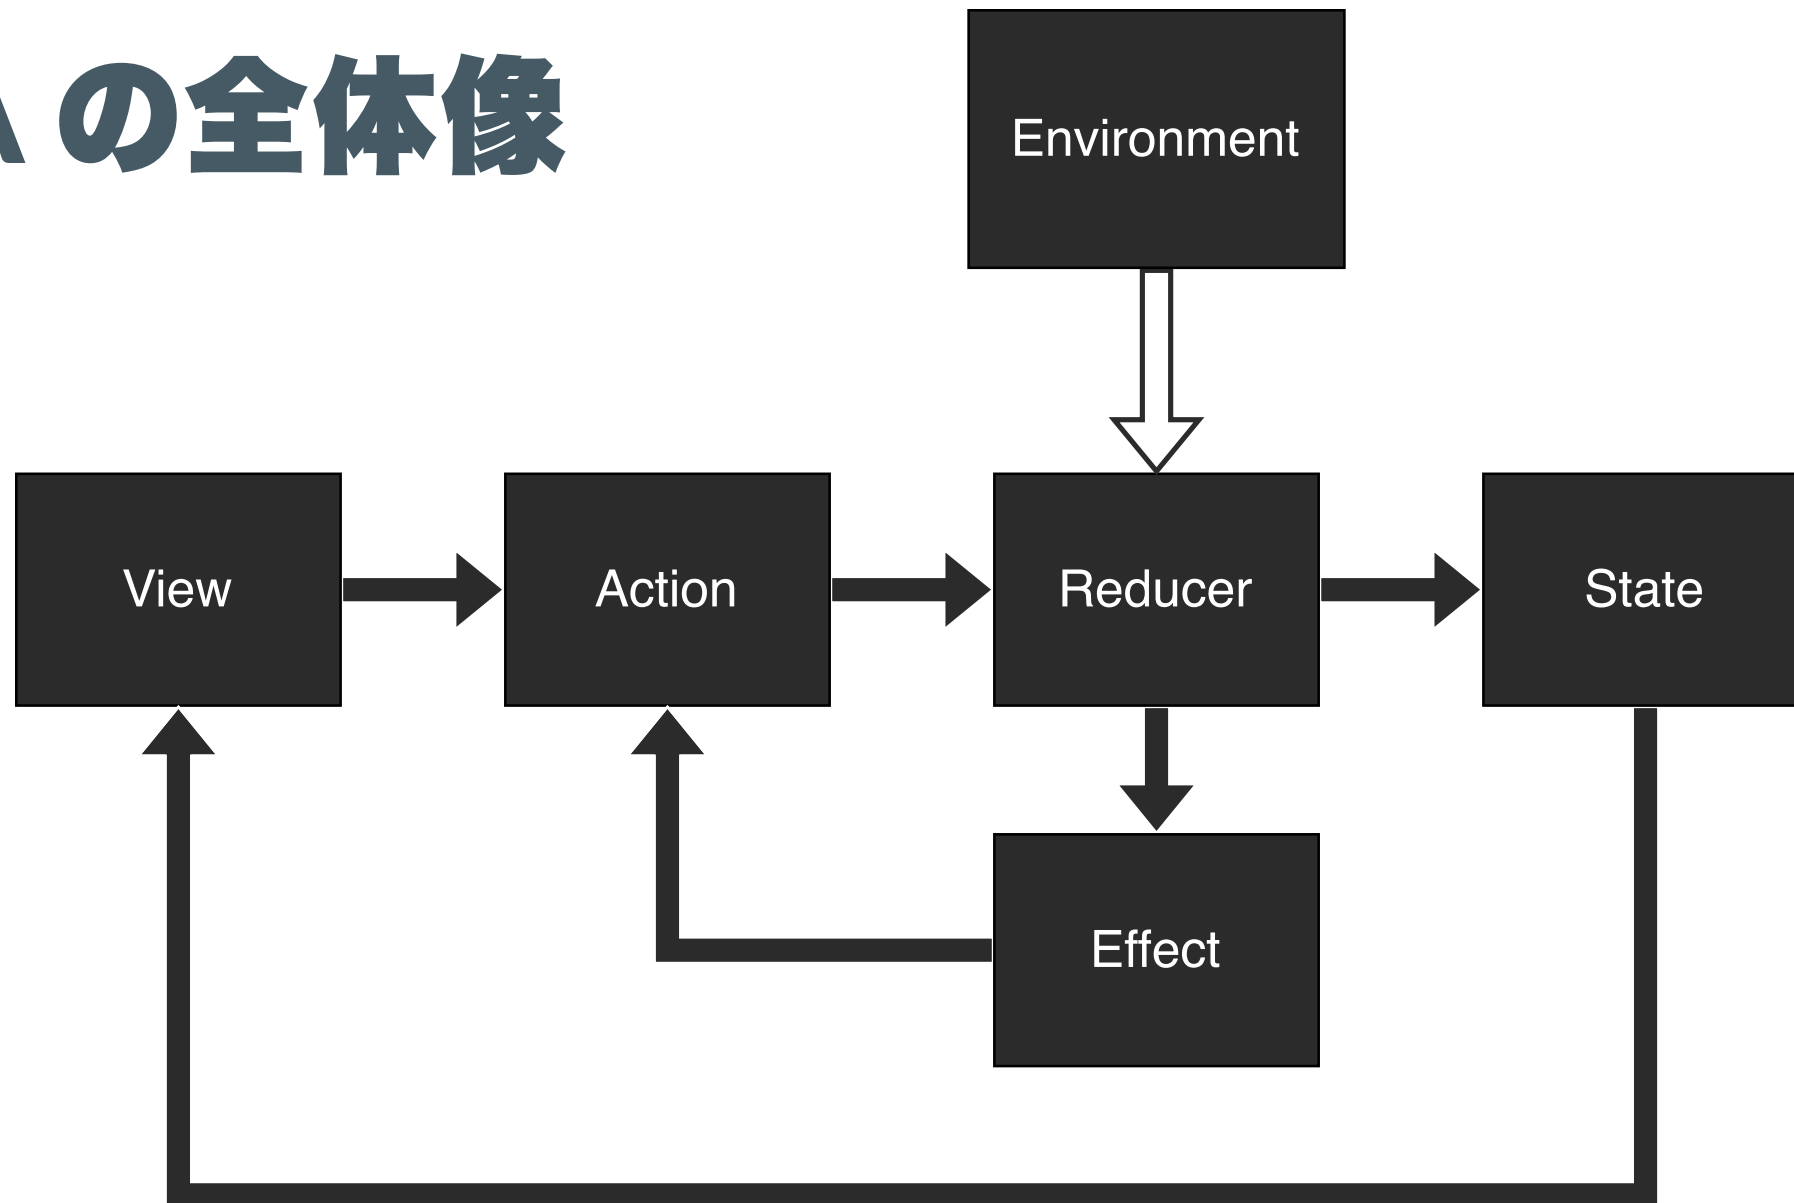 A の全体像
Environment
View
Action
Reducer
State
Effect